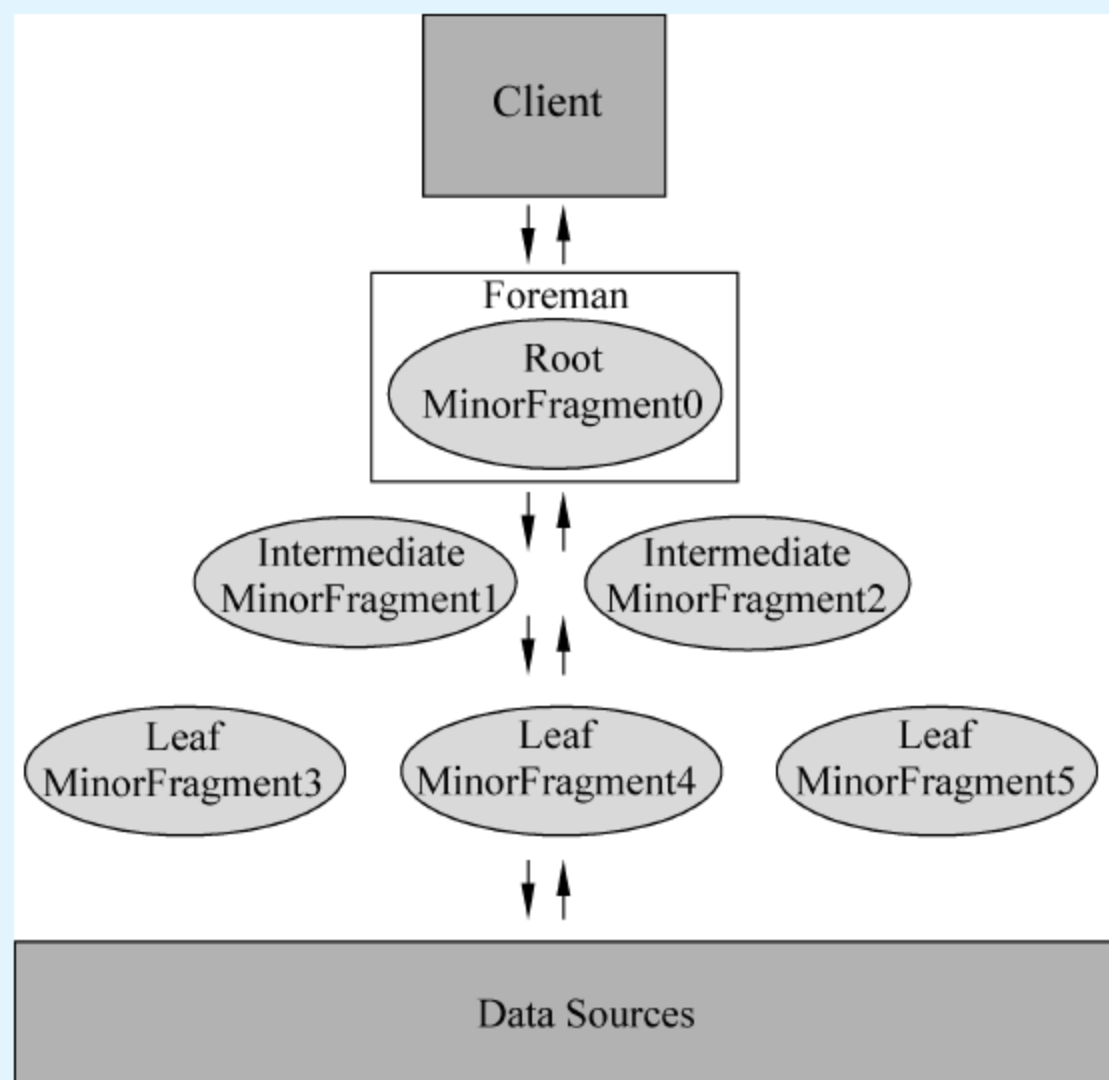 Client
Foreman
Root
MinorFragment0
Intermediate
MinorFragment1
Intermediate
MinorFragment2
Leaf
MinorFragment3
Leaf
MinorFragment4
Leaf
MinorFragment5
Data Sources